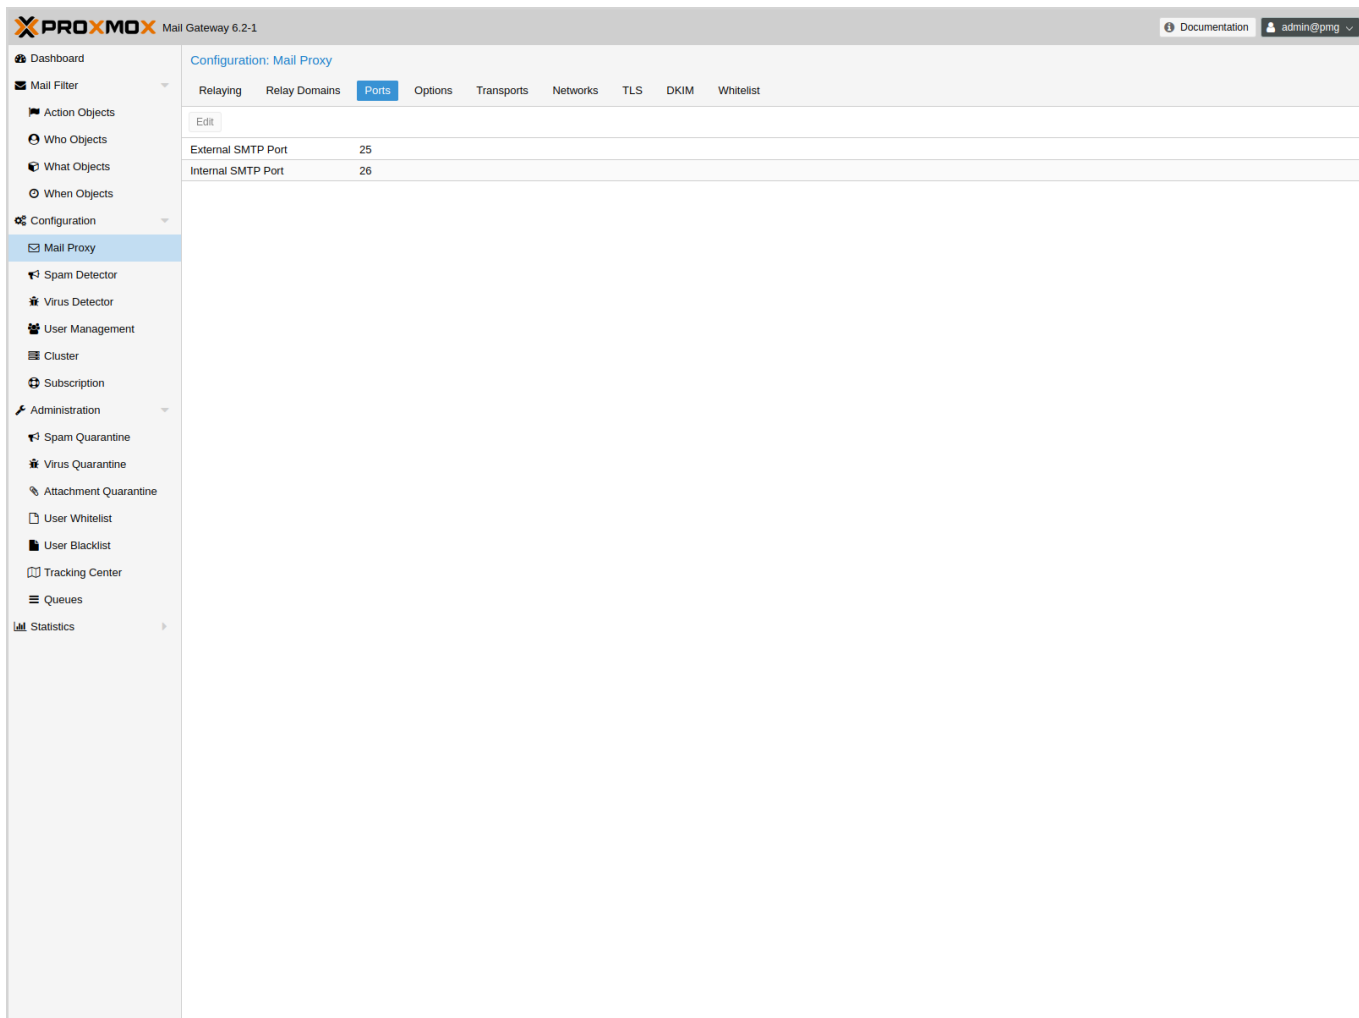 PROXMOX Mail Gateway 6.2-1 Documentation admin@pmg
Dashboard
Mail Filter
Action Objects
Who Objects
What Objects
When Objects
Configuration
Mail Proxy
Spam Detector
Virus Detector
User Management
Cluster
Subscription
Administration
Spam Quarantine
Virus Quarantine
Attachment Quarantine
User Whitelist
User Blacklist
Tracking Center
Queues
Statistics
Configuration: Mail Proxy
Relaying Relay Domains Ports Options Transports Networks TLS DKIM Whitelist
Edit
External SMTP Port 25
Internal SMTP Port 26